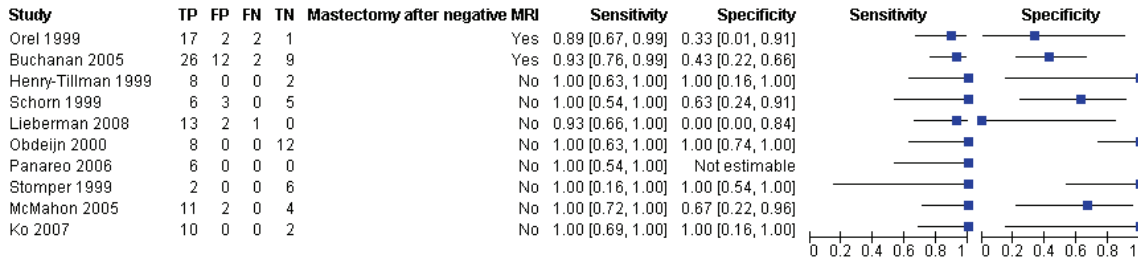 Study TP FP FN TN Mastectomy after negative MRI Sensitivity Specificity Sensitivity Specificity
Orel 1999 17 2 2 1 Yes 0.89 [0.67, 0.99] 0.33 [0.01, 0.91]
Buchanan 2005 26 12 2 9 Yes 0.93 [0.76, 0.99] 0.43 [0.22, 0.66]
Henry-Tillman 1999 8 0 0 2 No 1.00 [0.63, 1.00] 1.00 [0.16, 1.00]
Schorn 1999 6 3 0 5 No 1.00 [0.54, 1.00] 0.63 [0.24, 0.91]
Lieberman 2008 13 2 1 0 No 0.93 [0.66, 1.00] 0.00 [0.00, 0.84]
Obdeijn 2000 8 0 0 12 No 1.00 [0.63, 1.00] 1.00 [0.74, 1.00]
Panareo 2006 6 0 0 0 No 1.00 [0.54, 1.00] Not estimable
Stomper 1999 2 0 0 6 No 1.00 [0.16, 1.00] 1.00 [0.54, 1.00]
McMahon 2005 11 2 0 4 No 1.00 [0.72, 1.00] 0.67 [0.22, 0.96]
Ko 2007 10 0 0 2 No 1.00 [0.69, 1.00] 1.00 [0.16, 1.00]
0 0.2 0.4 0.6 0.8 1 0 0.2 0.4 0.6 0.8 1